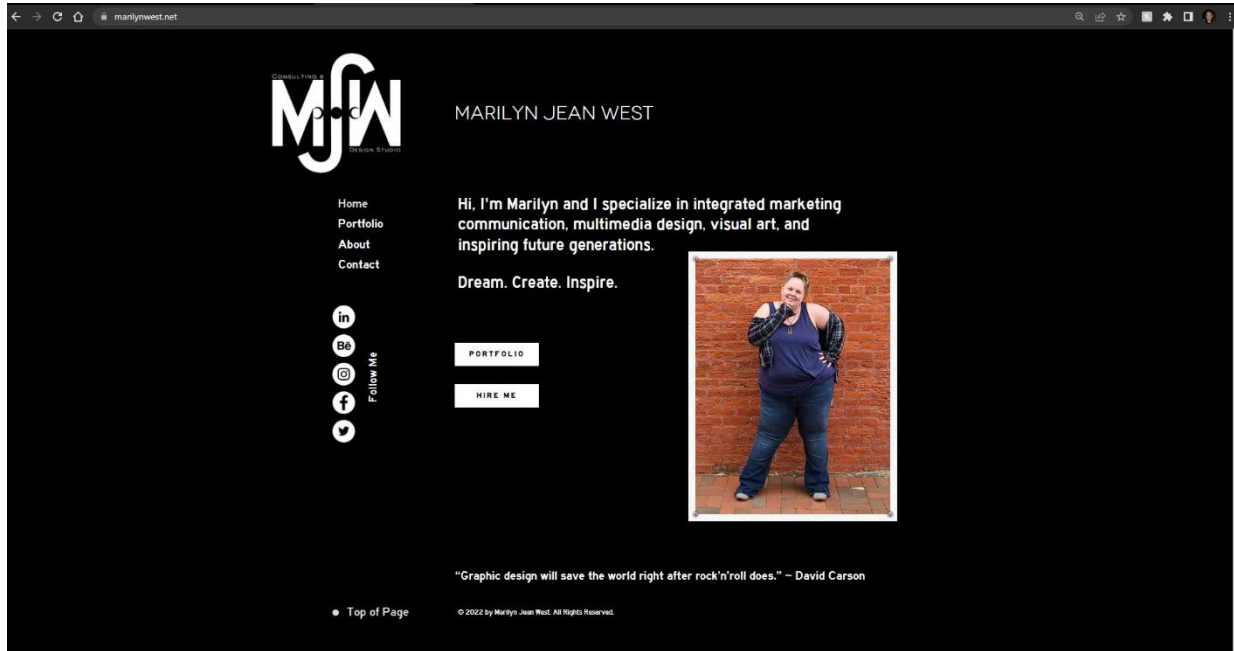 marilynwest.net
CONSULTING &
MJW
DESIGN STUDIO
MARILYN JEAN WEST
Home
Portfolio
About
Contact
Hi, I'm Marilyn and I specialize in integrated marketing
communication, multimedia design, visual art, and
inspiring future generations.
Dream. Create. Inspire.
in
Bē
f
Follow Me
PORTFOLIO
HIRE ME
“Graphic design will save the world right after rock'n'roll does.” ~ David Carson
Top of Page
© 2022 by Marilyn Jean West. All Rights Reserved.